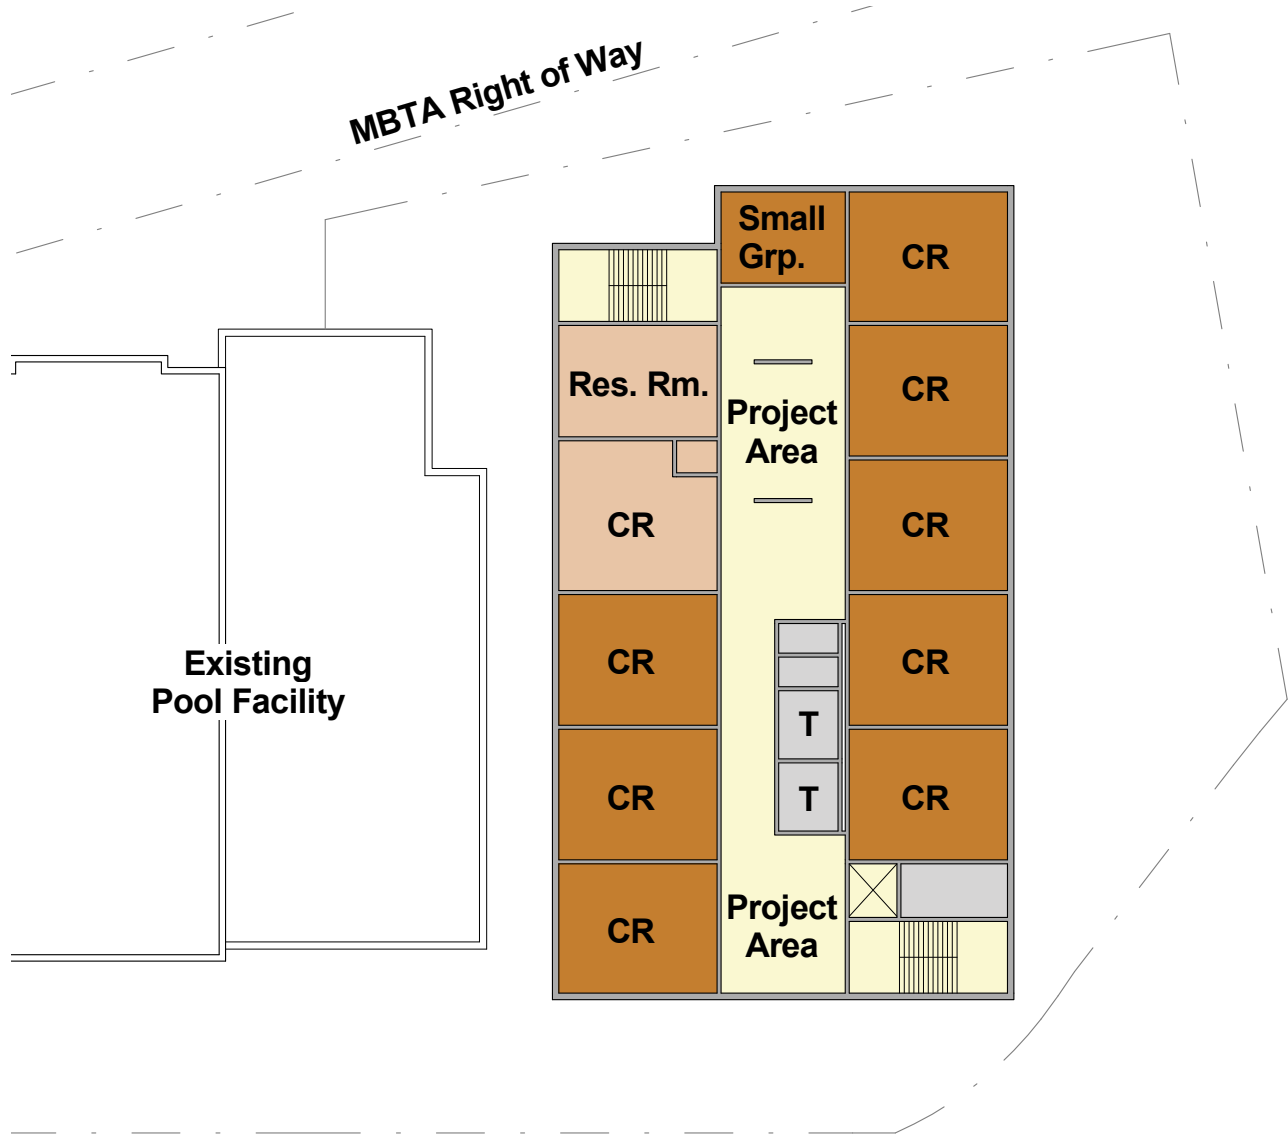 MBTA Right of Way
Small
Grp.
CR
Res. Rm.
Project
Area
CR
CR
CR
Existing
Pool Facility
CR
CR
T
CR
T
CR
CR
Project
Area
CR